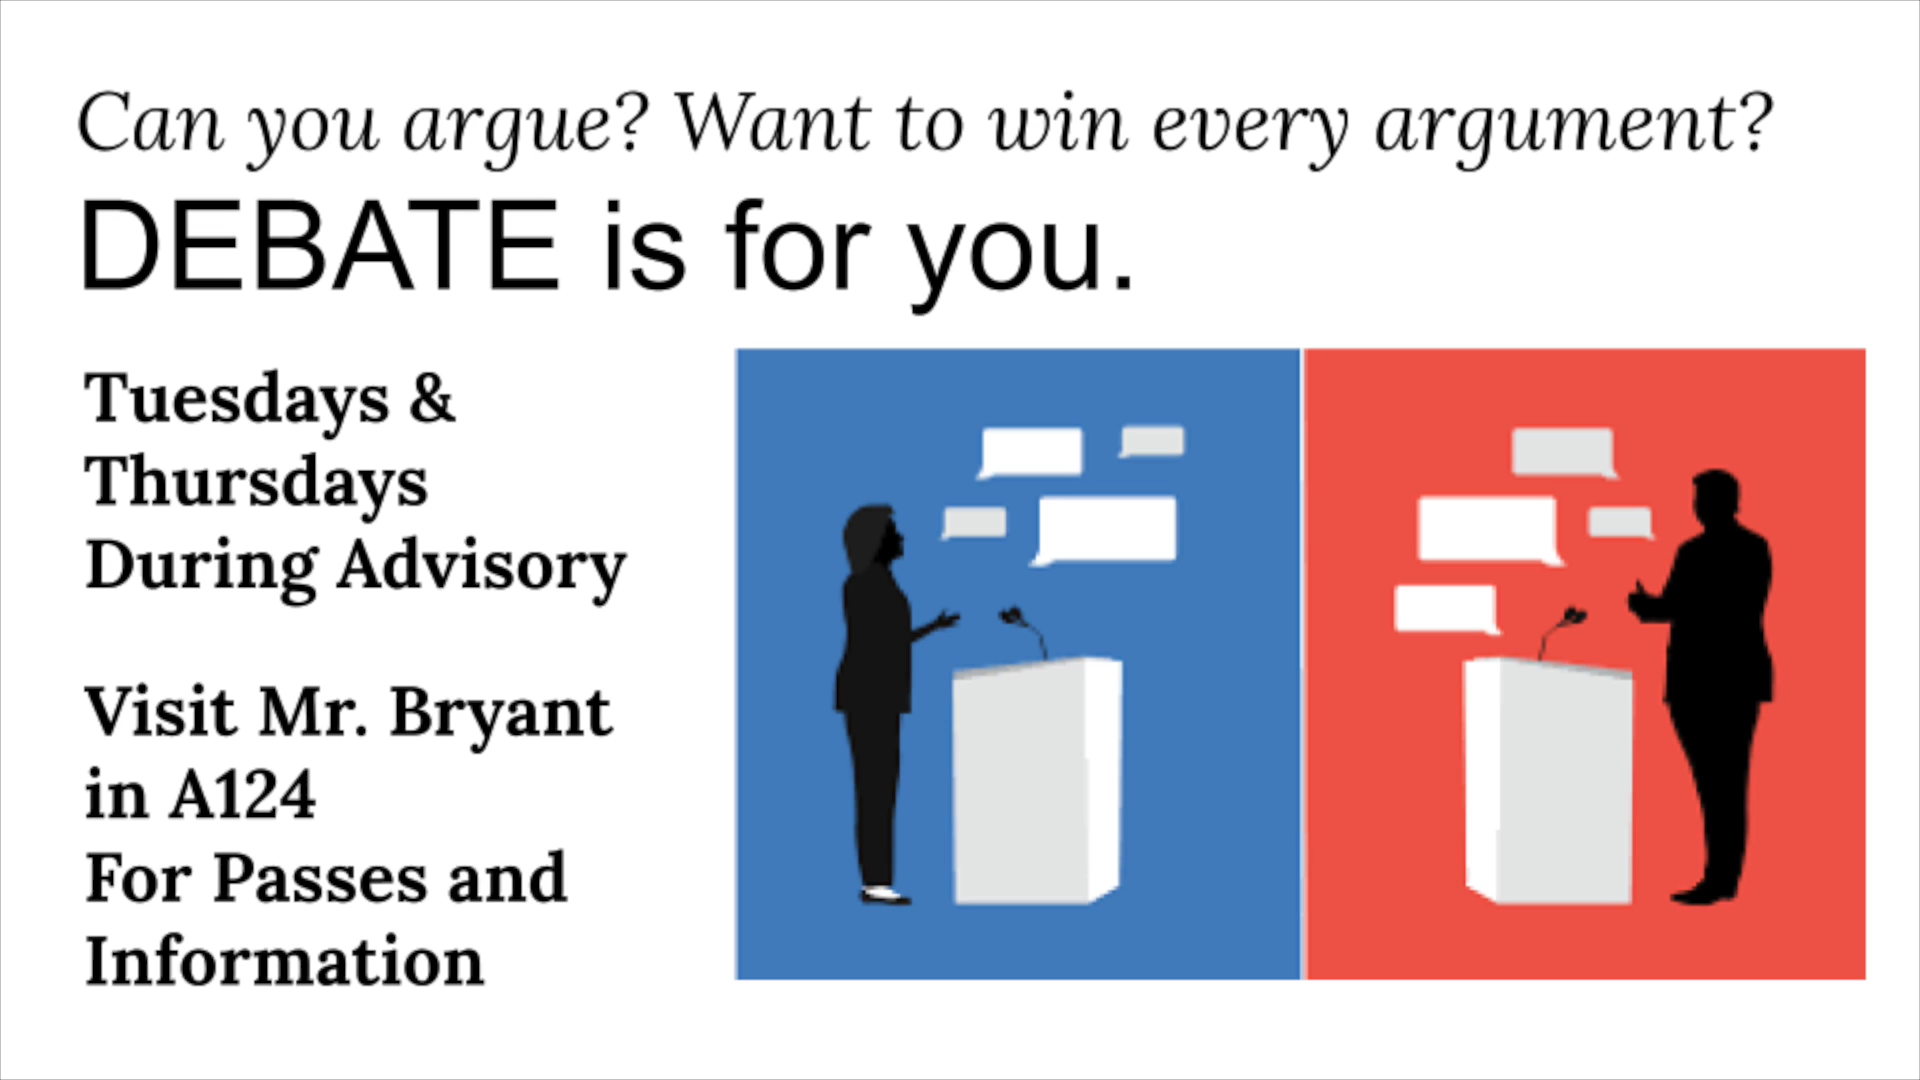 Can you argue? Want to win every argument?
DEBATE is for you.
Tuesdays &
Thursdays
During Advisory
Visit Mr. Bryant
in A124
For Passes and
Information